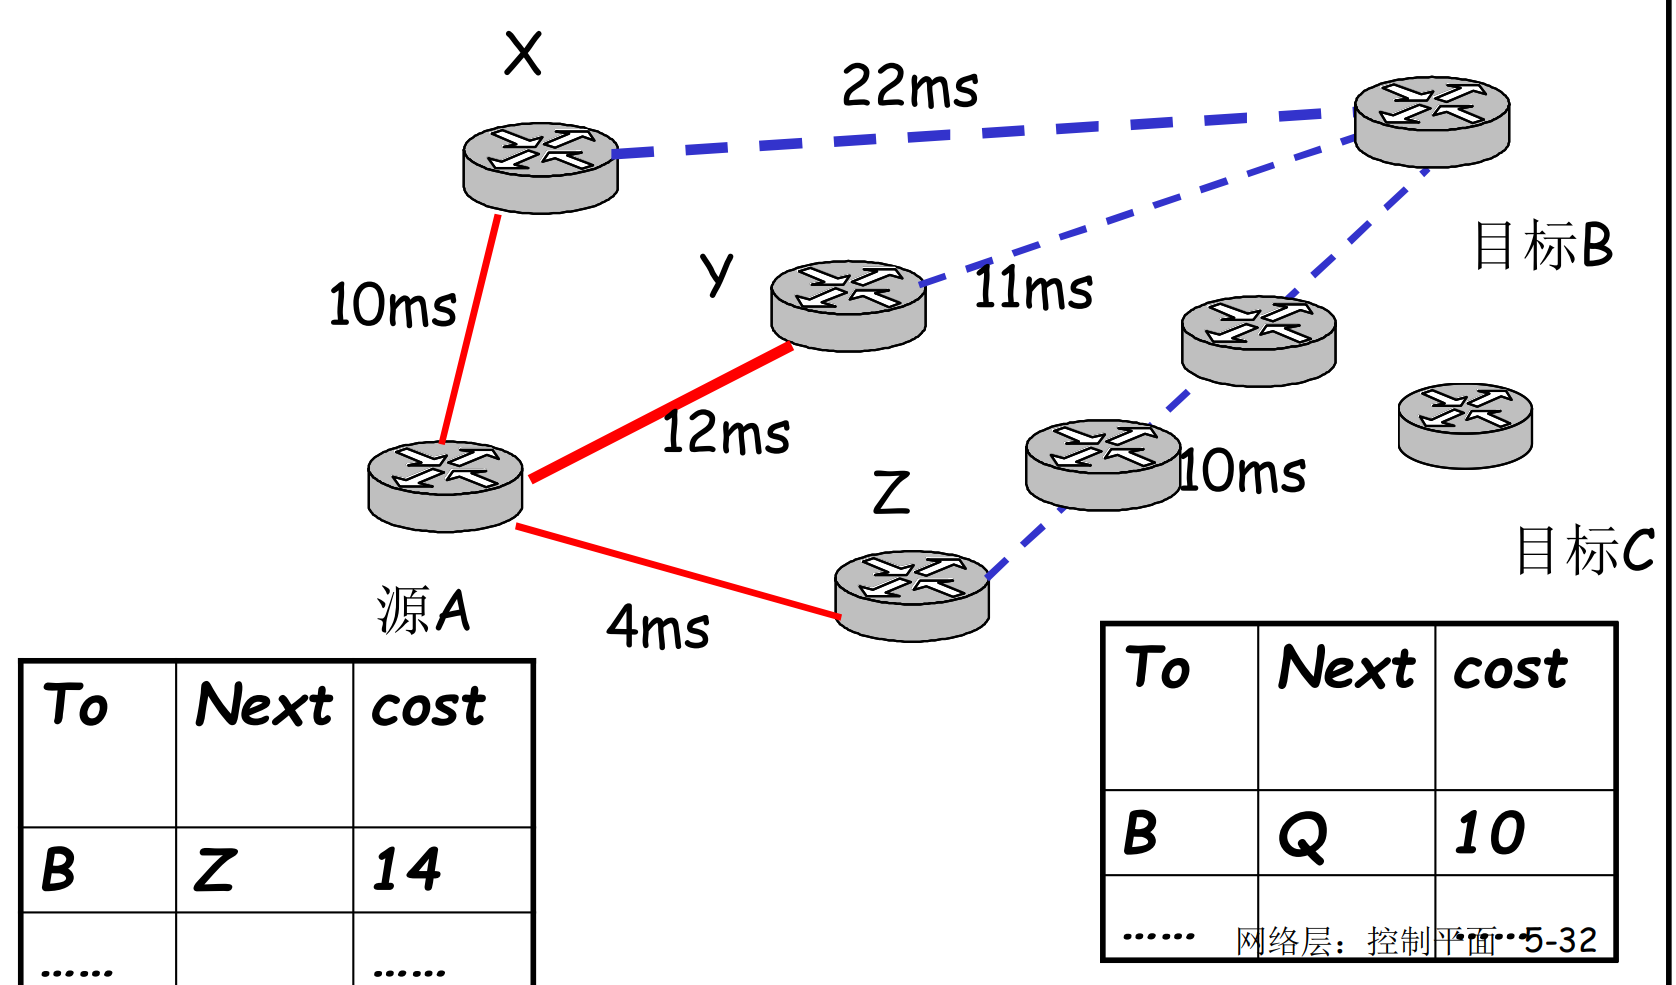 X
22ms
目标B
Y
10ms
11ms
12ms
Z
10ms
目标C
源A
4ms
To Next cost
B Z 14
...... ......
To Next cost
B Q 10
...... ......
网络层：控制平面 5-32